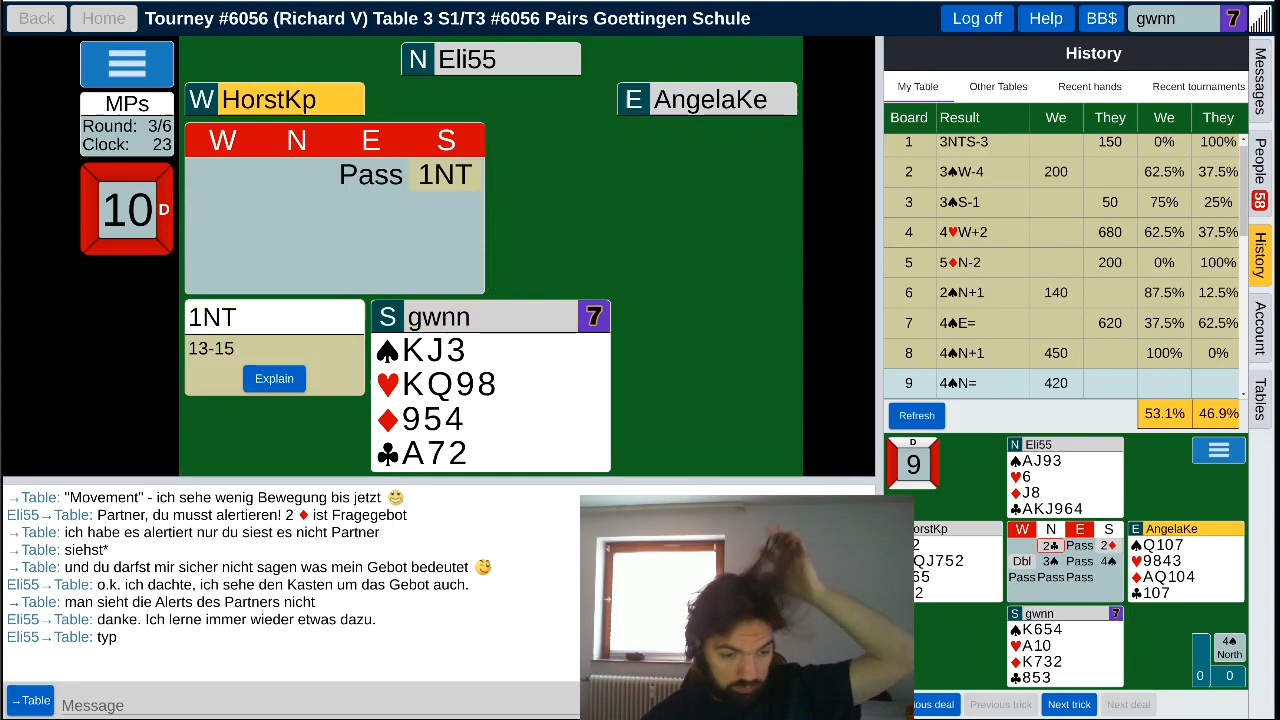 Back Home Tourney #6056 (Richard V) Table 3 S1/T3 #6056 Pairs Goettingen Schule Log off Help BB$ gwnn 7
N Eli55
W HorstKp
E AngelaKe
MPs
Round: 3/6
Clock: 23
10 D
W N E S
Pass 1NT
1NT
13-15
Explain
S gwnn 7
♠KJ3
♥KQ98
♦954
♣A72
→Table: "Movement" - ich sehe wenig Bewegung bis jetzt 😀
Eli55→Table: Partner, du musst alertieren! 2 ♦ ist Fragegebot
→Table: ich habe es alertiert nur du siest es nicht Partner
→Table: siehst*
→Table: und du darfst mir sicher nicht sagen was mein Gebot bedeutet 😉
Eli55→Table: o.k. ich dachte, ich sehe den Kasten um das Gebot auch.
→Table: man sieht die Alerts des Partners nicht
Eli55→Table: danke. Ich lerne immer wieder etwas dazu.
Eli55→Table: typ
→Table Message
History
My Table Other Tables Recent hands Recent tournaments
Board Result We They We They
1 3NTS-3 150 0% 100%
2 3♠W-4 200 62.5% 37.5%
3 3♠S-1 50 75% 25%
4 4♥W+2 680 62.5% 37.5%
5 5♦N-2 200 0% 100%
6 2♠N+1 140 87.5% 12.5%
7 4♠E= 620 37.5% 62.5%
8 4♠N+1 450 100% 0%
9 4♠N= 420
Refresh 53.1% 46.9%
D
9
N Eli55
♠AJ93
♥6
♦J8
♣AKJ964
orstKp
2
QJ752
65
2
W N E S
2♣ Pass 2♦
Dbl 3♠ Pass 4♠
Pass Pass Pass
E AngelaKe
♠Q107
♥9843
♦AQ104
♣107
S gwnn 7
♠K654
♥A10
♦K732
♣853
4♠
North
0 0
ous deal Previous trick Next trick Next deal
Messages
People 58
History
Account
Tables